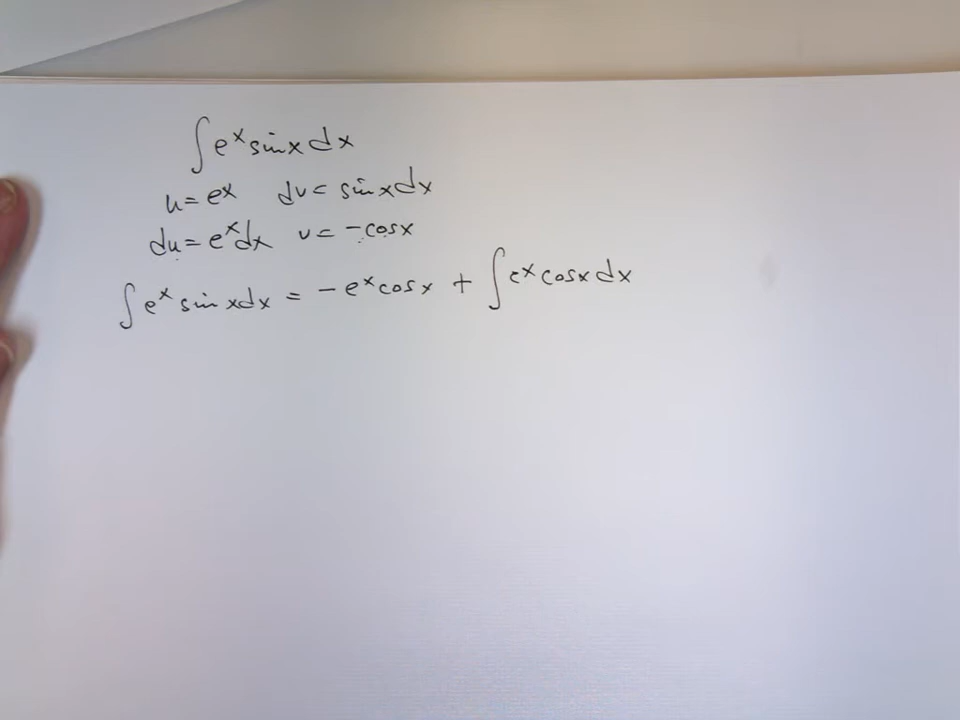 ∫e^x sin x dx
u = e^x dv = sin x dx
du = e^x dx v = -cos x
∫e^x sin x dx = -e^x cos x + ∫e^x cos x dx